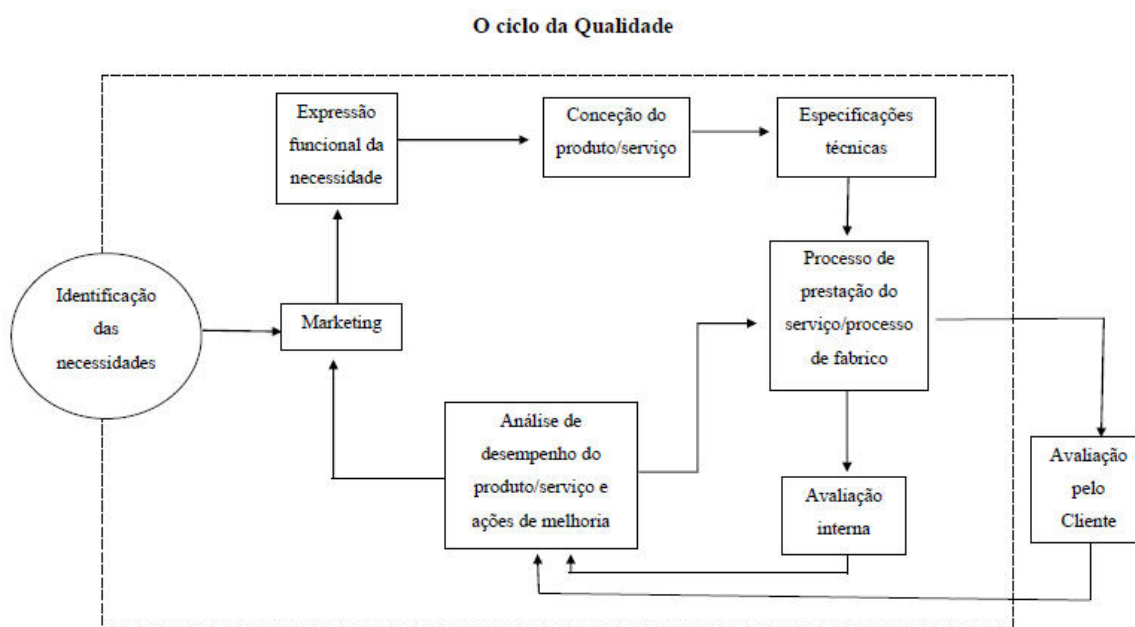 O ciclo da Qualidade
Expressão
funcional da
necessidade
Conceção do
produto/serviço
Especificações
técnicas
Identificação
das
necessidades
Marketing
Processo de
prestação do
serviço/processo
de fabrico
Análise de
desempenho do
produto/serviço e
ações de melhoria
Avaliação
interna
Avaliação
pelo
Cliente